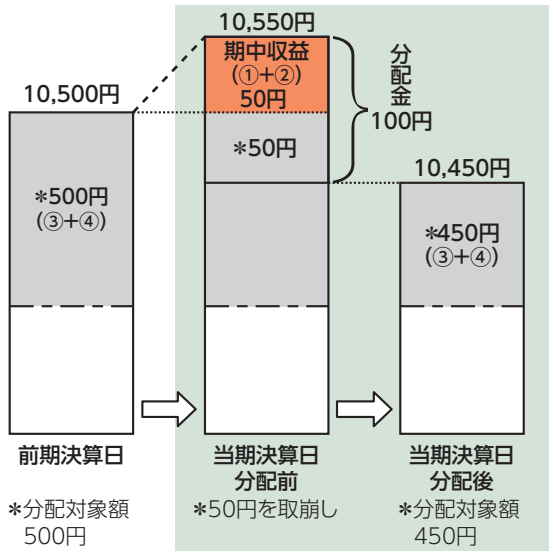 10,500円
*500円
(③+④)
前期決算日
*分配対象額
500円
10,550円
期中収益
(①+②)
50円
*50円
分配金
100円
当期決算日
分配前
*50円を取崩し
10,450円
*450円
(③+④)
当期決算日
分配後
*分配対象額
450円